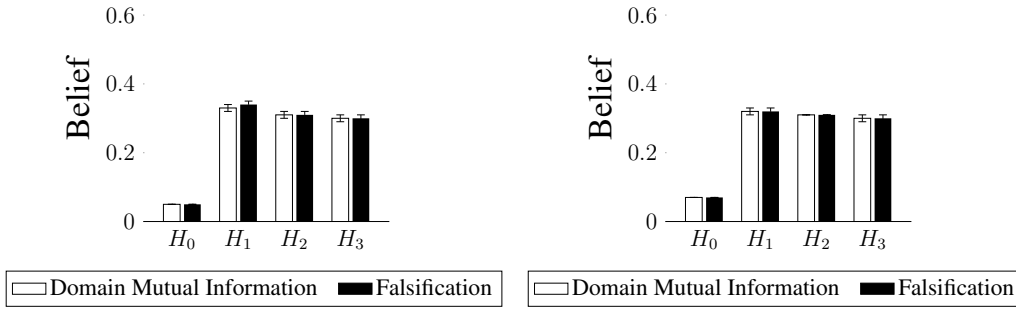 0.6
0.4
0.2
0
Belief
H₀ H₁ H₂ H₃
Domain Mutual Information Falsification
0.6
0.4
0.2
0
Belief
H₀ H₁ H₂ H₃
Domain Mutual Information Falsification